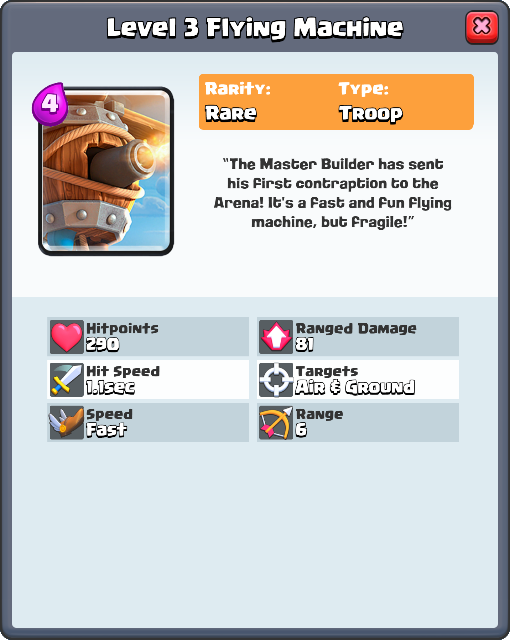 Level 3 Flying Machine
4
Rarity: Type:
Rare Troop
"The Master Builder has sent
his first contraption to the
Arena! It's a fast and fun flying
machine, but fragile!"
Hitpoints
290
Ranged Damage
81
Hit Speed
1.1sec
Targets
Air & Ground
Speed
Fast
Range
6